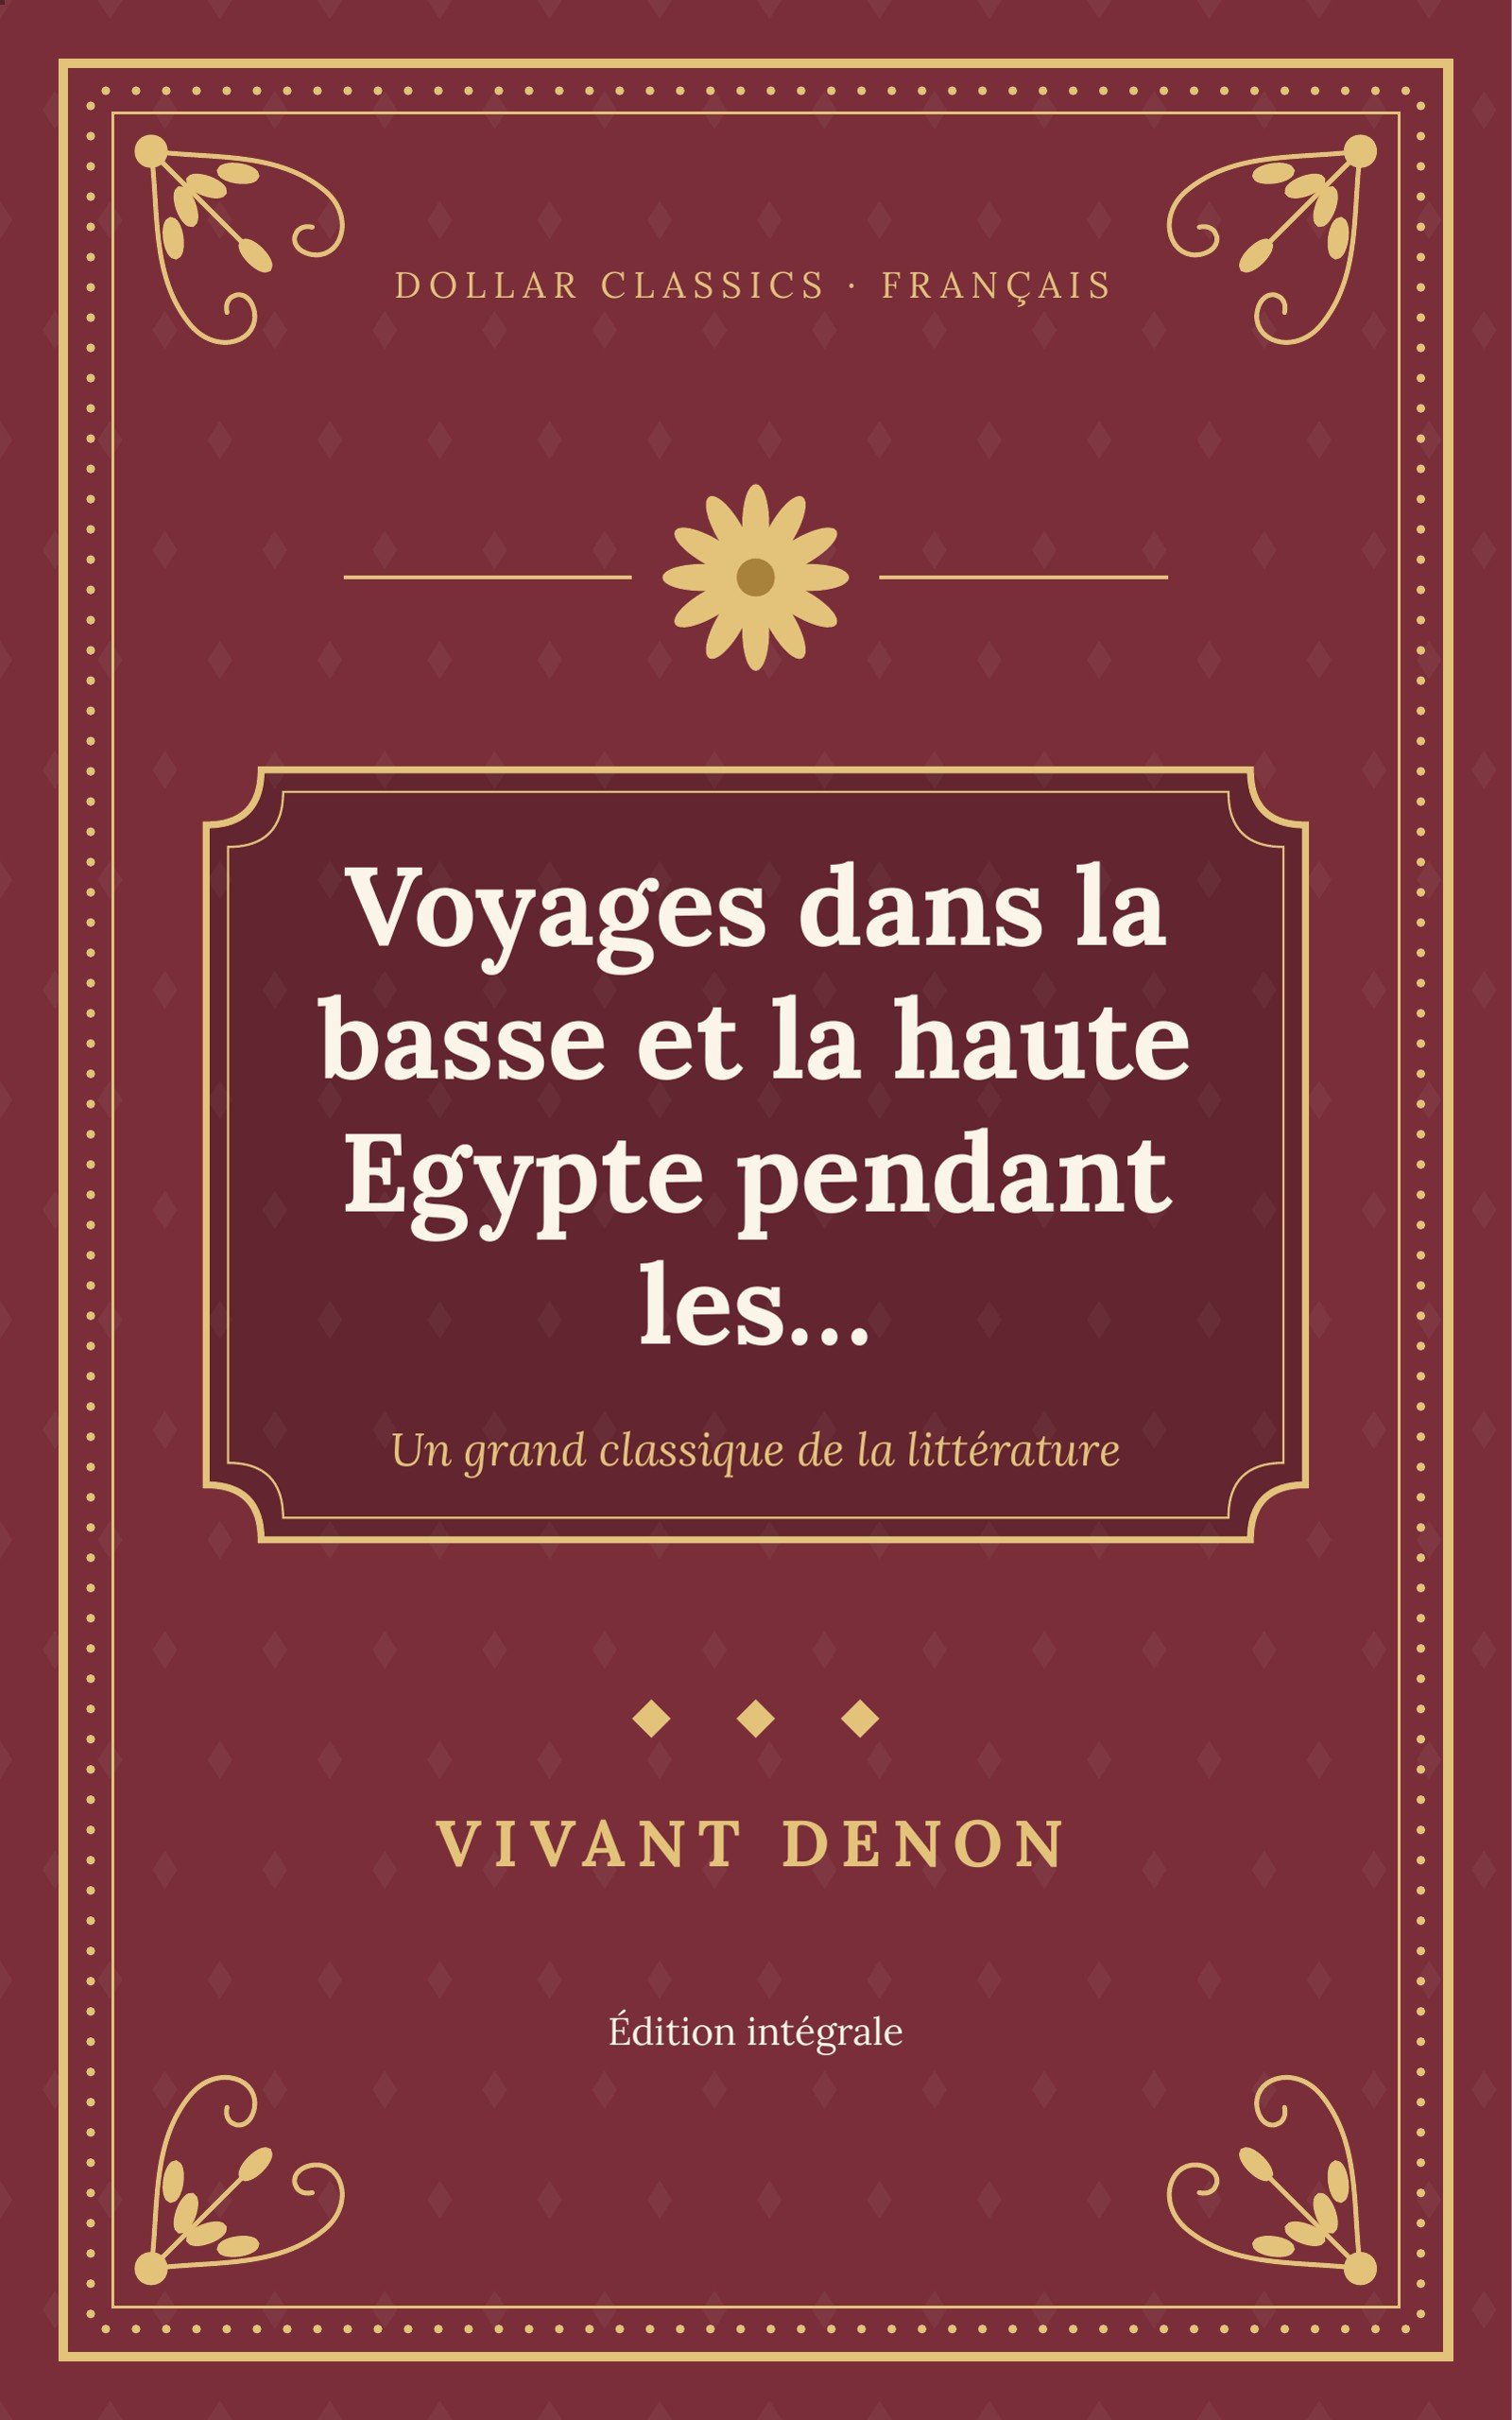 DOLLAR CLASSICS · FRANÇAIS
Voyages dans la
basse et la haute
Egypte pendant
les...
Un grand classique de la littérature
VIVANT DENON
Édition intégrale